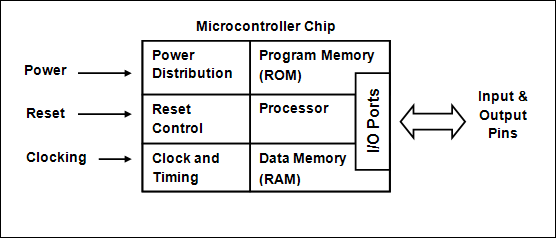 Microcontroller Chip
Power
Power
Distribution
Program Memory
(ROM)
Reset
Reset
Control
Processor
Clocking
Clock and
Timing
Data Memory
(RAM)
I/O Ports
Input &
Output
Pins